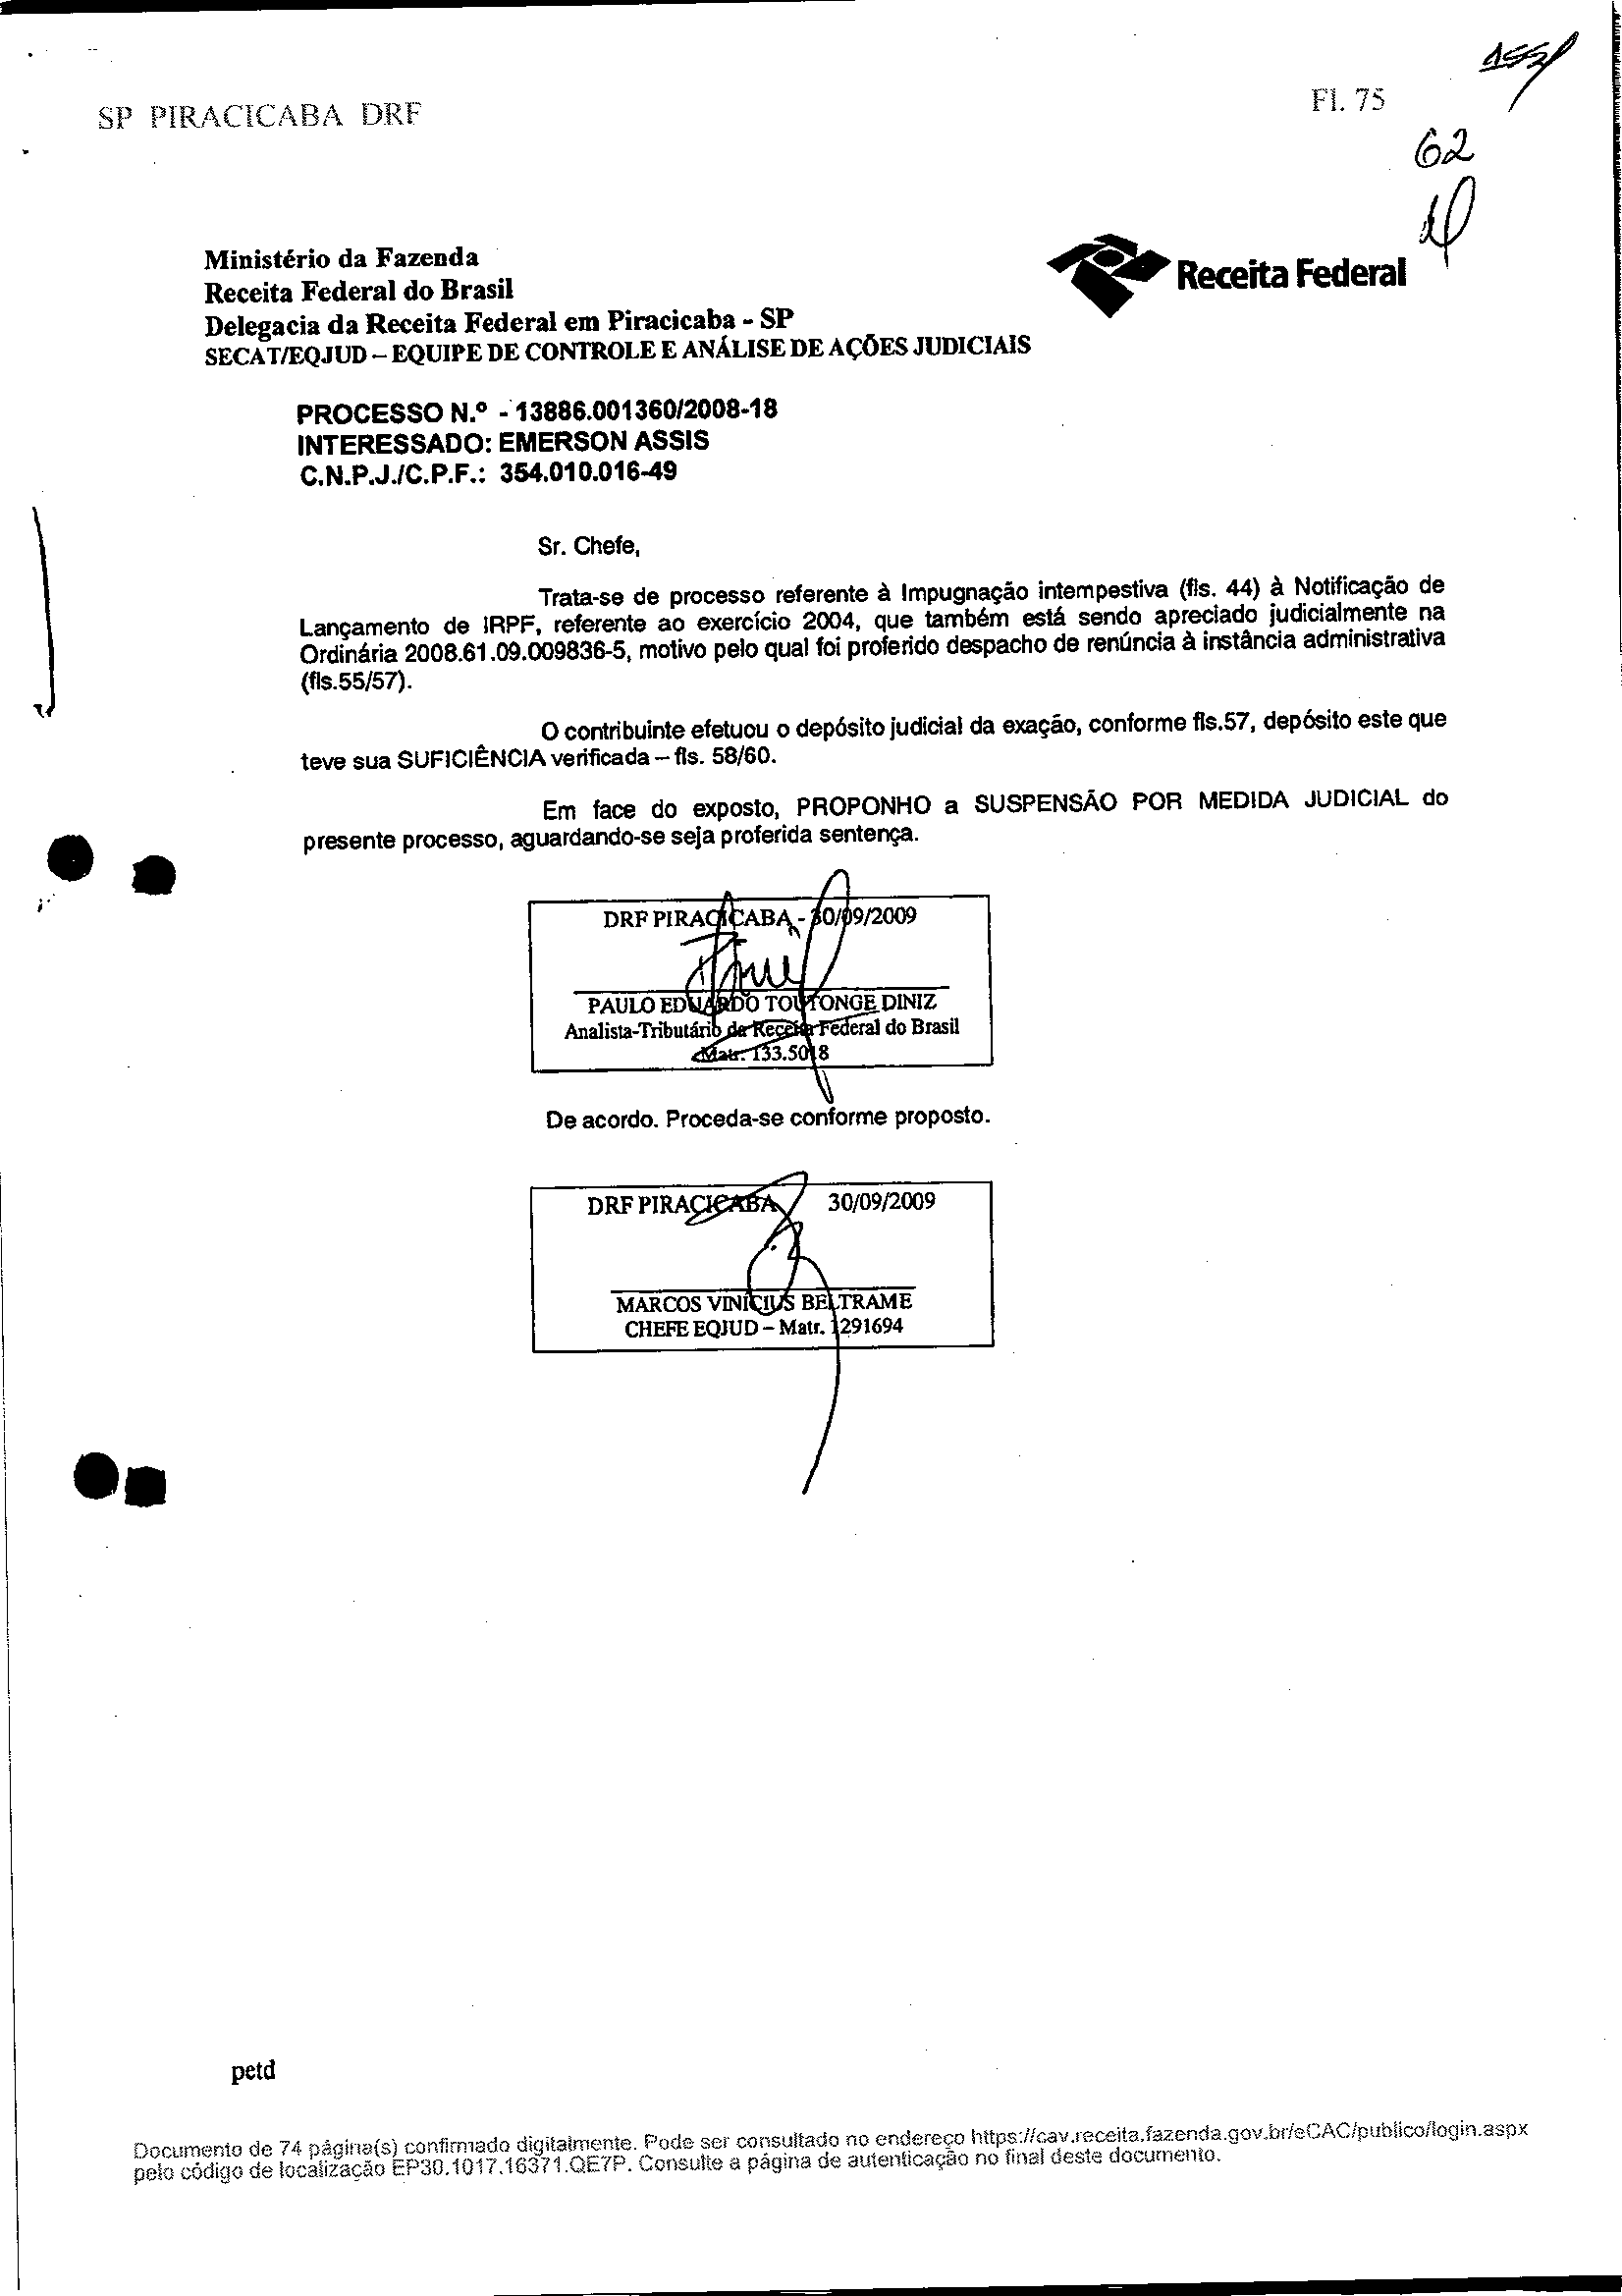 SP PIRACICABA DRF
Fl. 75
62
Ministério da Fazenda
Receita Federal do Brasil
Delegacia da Receita Federal em Piracicaba - SP
SECAT/EQJUD – EQUIPE DE CONTROLE E ANÁLISE DE AÇÕES JUDICIAIS
Receita Federal
PROCESSO N.º - 13886.001360/2008-18
INTERESSADO: EMERSON ASSIS
C.N.P.J./C.P.F.: 354.010.016-49
Sr. Chefe,
Trata-se de processo referente à Impugnação intempestiva (fls. 44) à Notificação de
Lançamento de IRPF, referente ao exercício 2004, que também está sendo apreciado judicialmente na
Ordinária 2008.61.09.009836-5, motivo pelo qual foi proferido despacho de renúncia à instância administrativa
(fls.55/57).
O contribuinte efetuou o depósito judicial da exação, conforme fls.57, depósito este que
teve sua SUFICIÊNCIA verificada – fls. 58/60.
Em face do exposto, PROPONHO a SUSPENSÃO POR MEDIDA JUDICIAL do
presente processo, aguardando-se seja proferida sentença.
DRF PIRACICABA - 30/09/2009
PAULO EDUARDO TOUTONGE DINIZ
Analista-Tributário da Receita Federal do Brasil
Matr. 133.5018
De acordo. Proceda-se conforme proposto.
DRF PIRACICABA 30/09/2009
MARCOS VINÍCIUS BELTRAME
CHEFE EQJUD – Matr. 1291694
petd
Documento de 74 página(s) confirmado digitalmente. Pode ser consultado no endereço https://cav.receita.fazenda.gov.br/eCAC/publico/login.aspx
pelo código de localização EP30.1017.16371.QE7P. Consulte a página de autenticação no final deste documento.